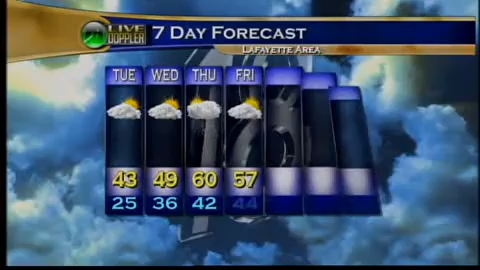 LIVE
DOPPLER
7 DAY FORECAST
LAFAYETTE AREA
TUE WED THU FRI
43 49 60 57
25 36 42 44